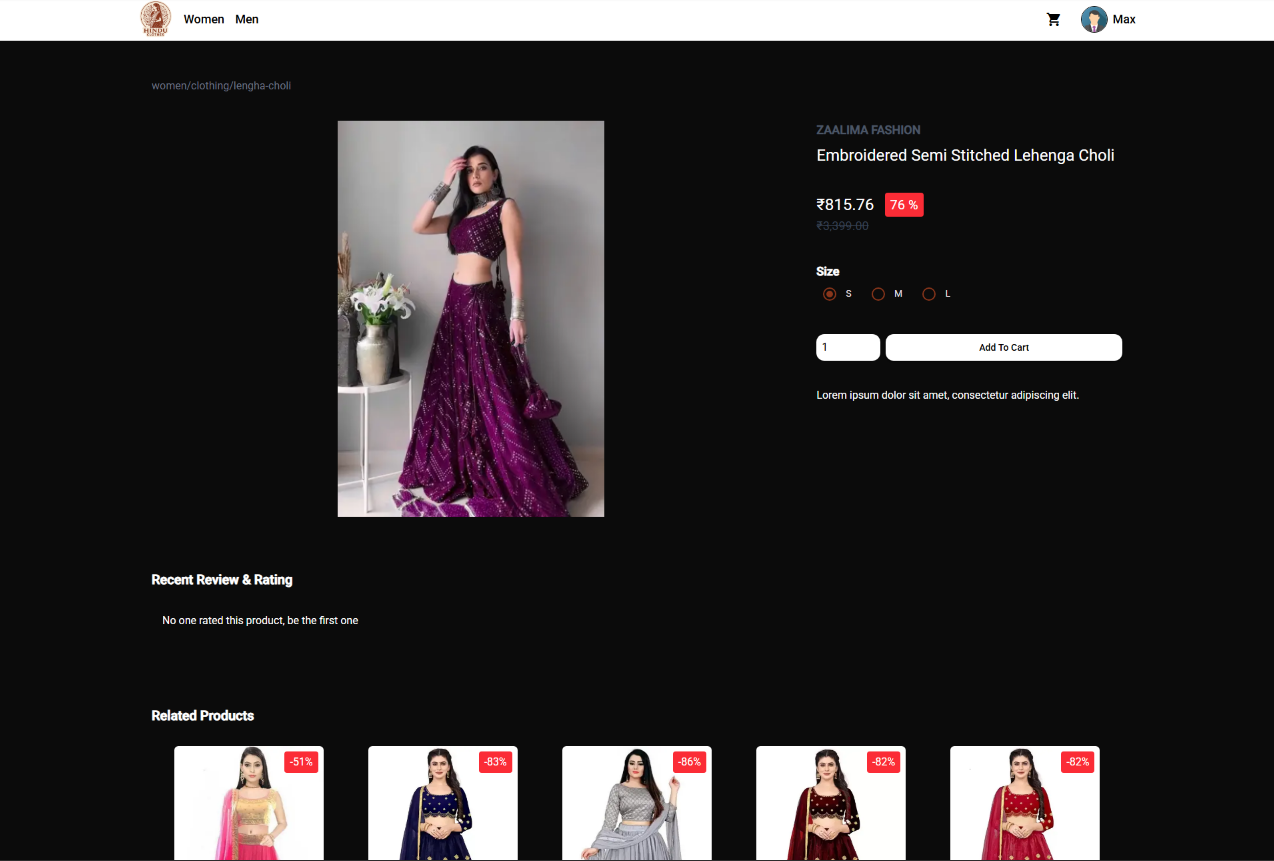 HINDU
CLOTHES
Women Men
Max
women/clothing/lengha-choli
ZAALIMA FASHION
Embroidered Semi Stitched Lehenga Choli
₹815.76 76 %
₹3,399.00
Size
S M L
1 Add To Cart
Lorem ipsum dolor sit amet, consectetur adipiscing elit.
Recent Review & Rating
No one rated this product, be the first one
Related Products
-51% -83% -86% -82% -82%